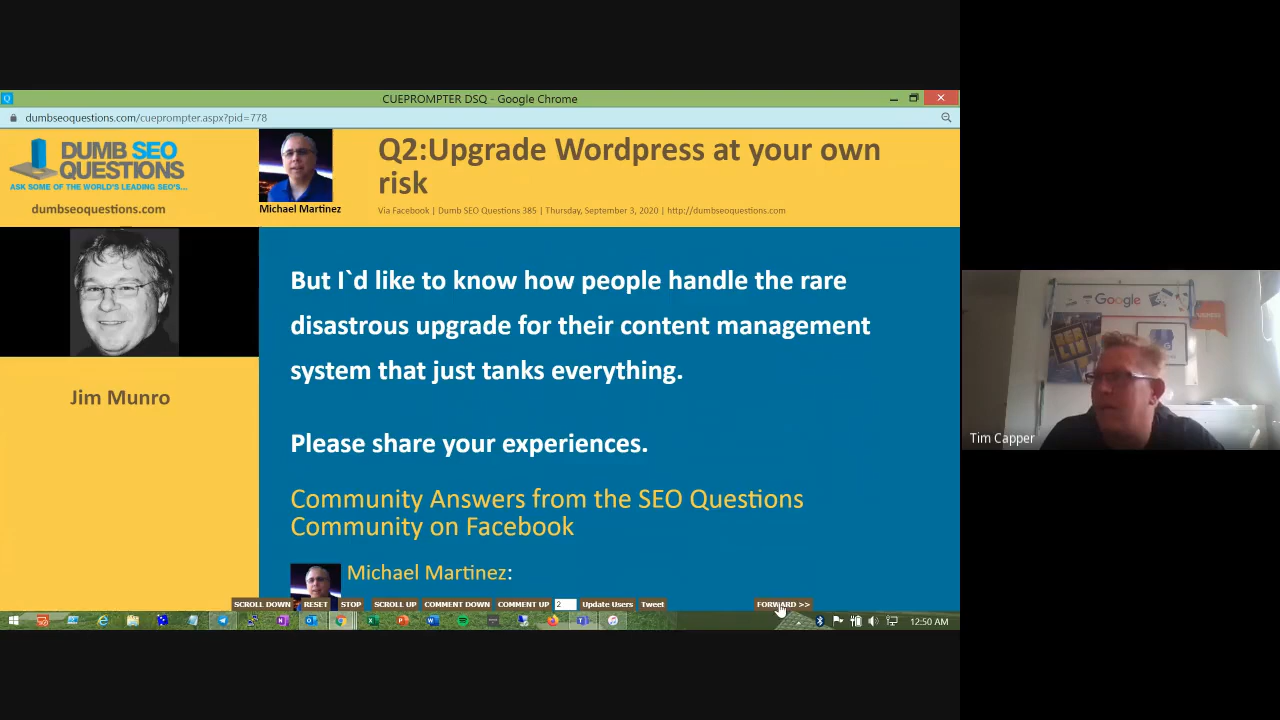 CUEPROMPTER DSQ - Google Chrome
dumbseoquestions.com/cueprompter.aspx?pid=778
DUMB SEO
QUESTIONS
ASK SOME OF THE WORLD'S LEADING SEO'S...
dumbseoquestions.com
Michael Martinez
Q2:Upgrade Wordpress at your own
risk
Via Facebook | Dumb SEO Questions 385 | Thursday, September 3, 2020 | http://dumbseoquestions.com
Jim Munro
But I`d like to know how people handle the rare
disastrous upgrade for their content management
system that just tanks everything.
Please share your experiences.
Community Answers from the SEO Questions
Community on Facebook
Michael Martinez:
SCROLL DOWN RESET STOP SCROLL UP COMMENT DOWN COMMENT UP 2 Update Users Tweet FORWARD >>
12:50 AM
Google
Tim Capper